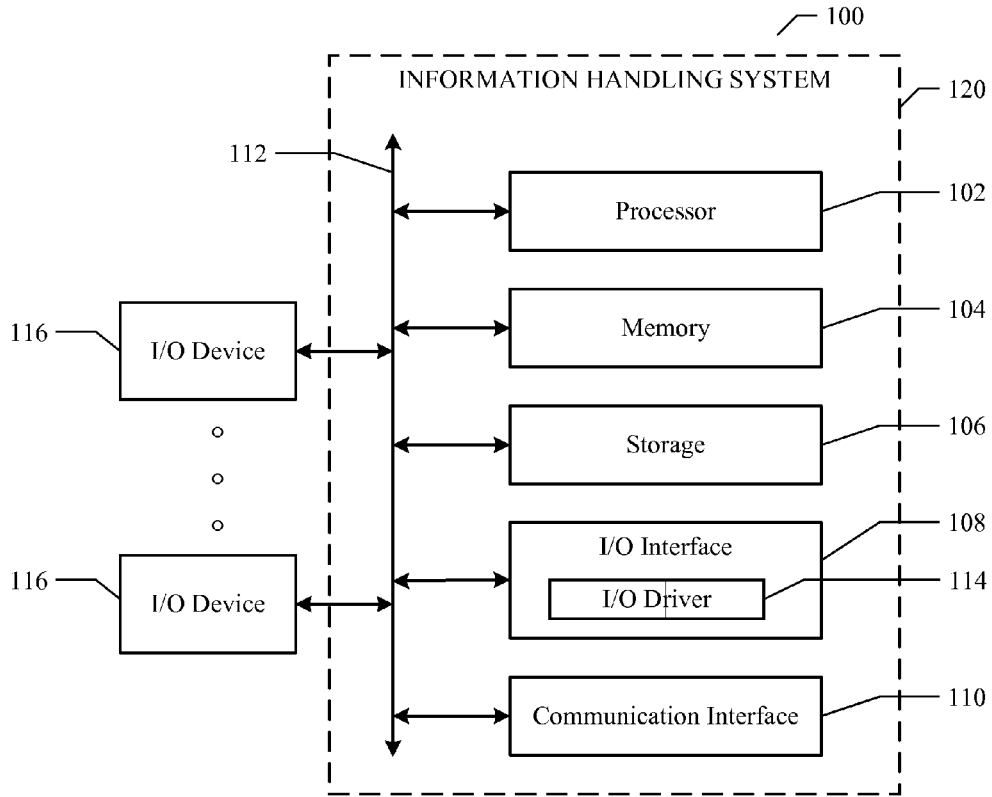 100
INFORMATION HANDLING SYSTEM
120
112
Processor
102
116
I/O Device
Memory
104
Storage
106
I/O Interface
108
116
I/O Device
I/O Driver
114
Communication Interface
110